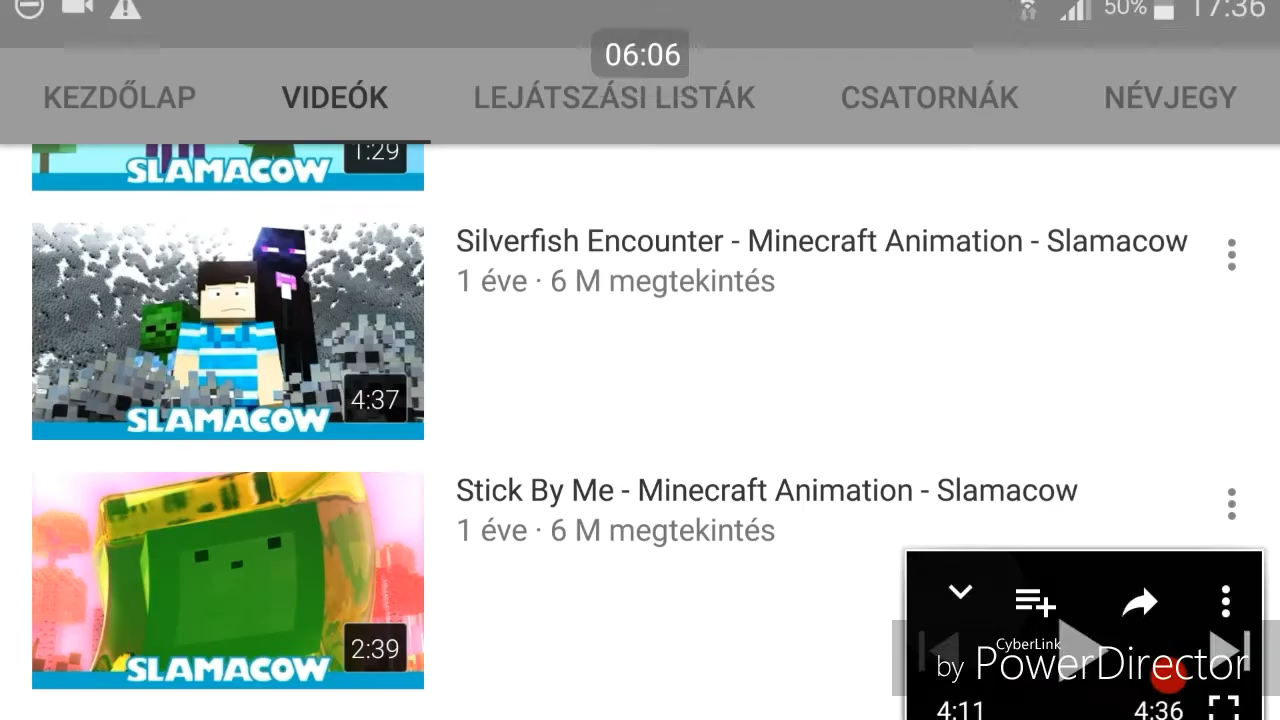 50% 17:36
06:06
KEZDŐLAP VIDEÓK LEJÁTSZÁSI LISTÁK CSATORNÁK NÉVJEGY
1:29
SLAMACOW
Silverfish Encounter - Minecraft Animation - Slamacow
1 éve · 6 M megtekintés
4:37
SLAMACOW
Stick By Me - Minecraft Animation - Slamacow
1 éve · 6 M megtekintés
2:39
SLAMACOW
CyberLink
by PowerDirector
4:11 4:36